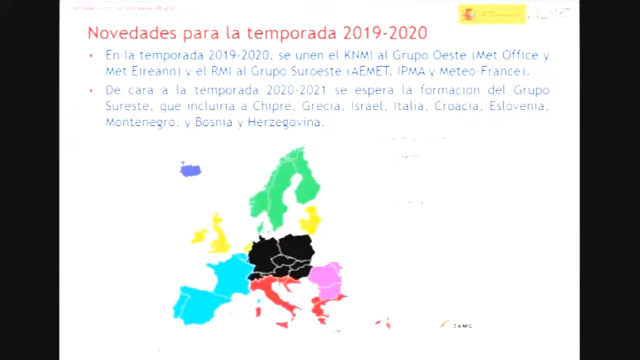 Novedades para la temporada 2019-2020
• En la temporada 2019-2020, se unen el KNMI al Grupo Oeste (Met Office y
Met Eireann) y el RMI al Grupo Suroeste (AEMET, IPMA y Meteo-France).
• De cara a la temporada 2020-2021 se espera la formación del Grupo
Sureste, que incluiría a Chipre, Grecia, Israel, Italia, Croacia, Eslovenia,
Montenegro, y Bosnia y Herzegovina.
ZAMG